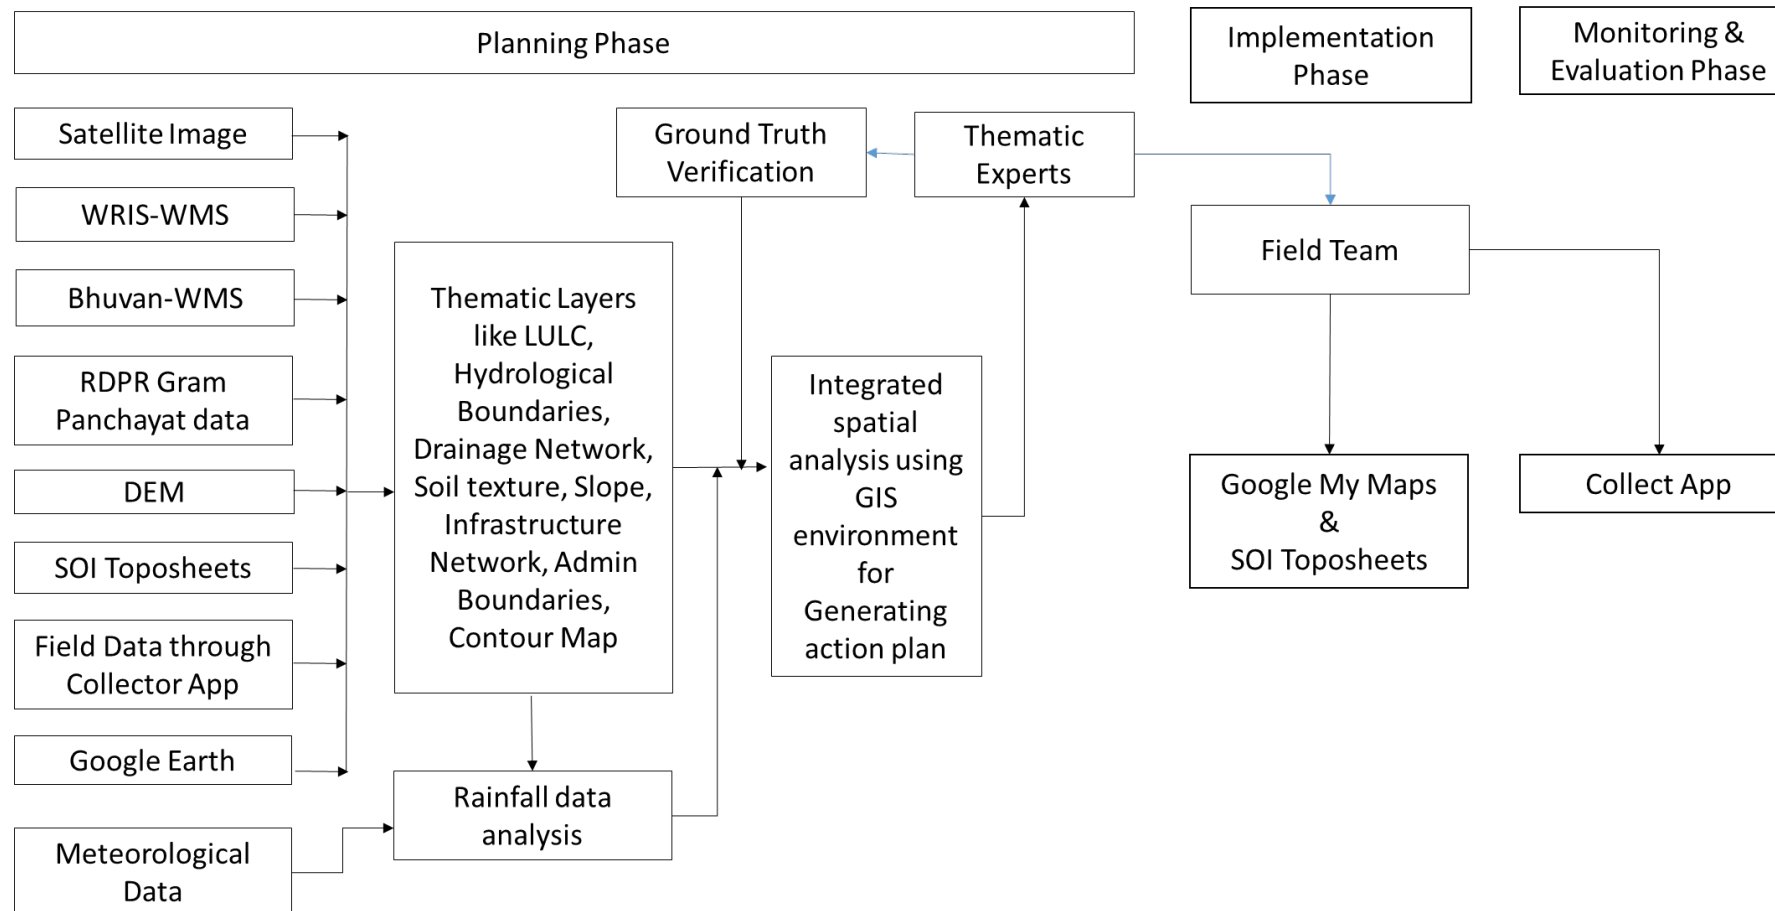 Planning Phase
Implementation
Phase
Monitoring &
Evaluation Phase
Satellite Image
WRIS-WMS
Bhuvan-WMS
RDPR Gram
Panchayat data
DEM
SOI Toposheets
Field Data through
Collector App
Google Earth
Meteorological
Data
Thematic Layers
like LULC,
Hydrological
Boundaries,
Drainage Network,
Soil texture, Slope,
Infrastructure
Network, Admin
Boundaries,
Contour Map
Rainfall data
analysis
Ground Truth
Verification
Integrated
spatial
analysis using
GIS
environment
for
Generating
action plan
Thematic
Experts
Field Team
Google My Maps
&
SOI Toposheets
Collect App